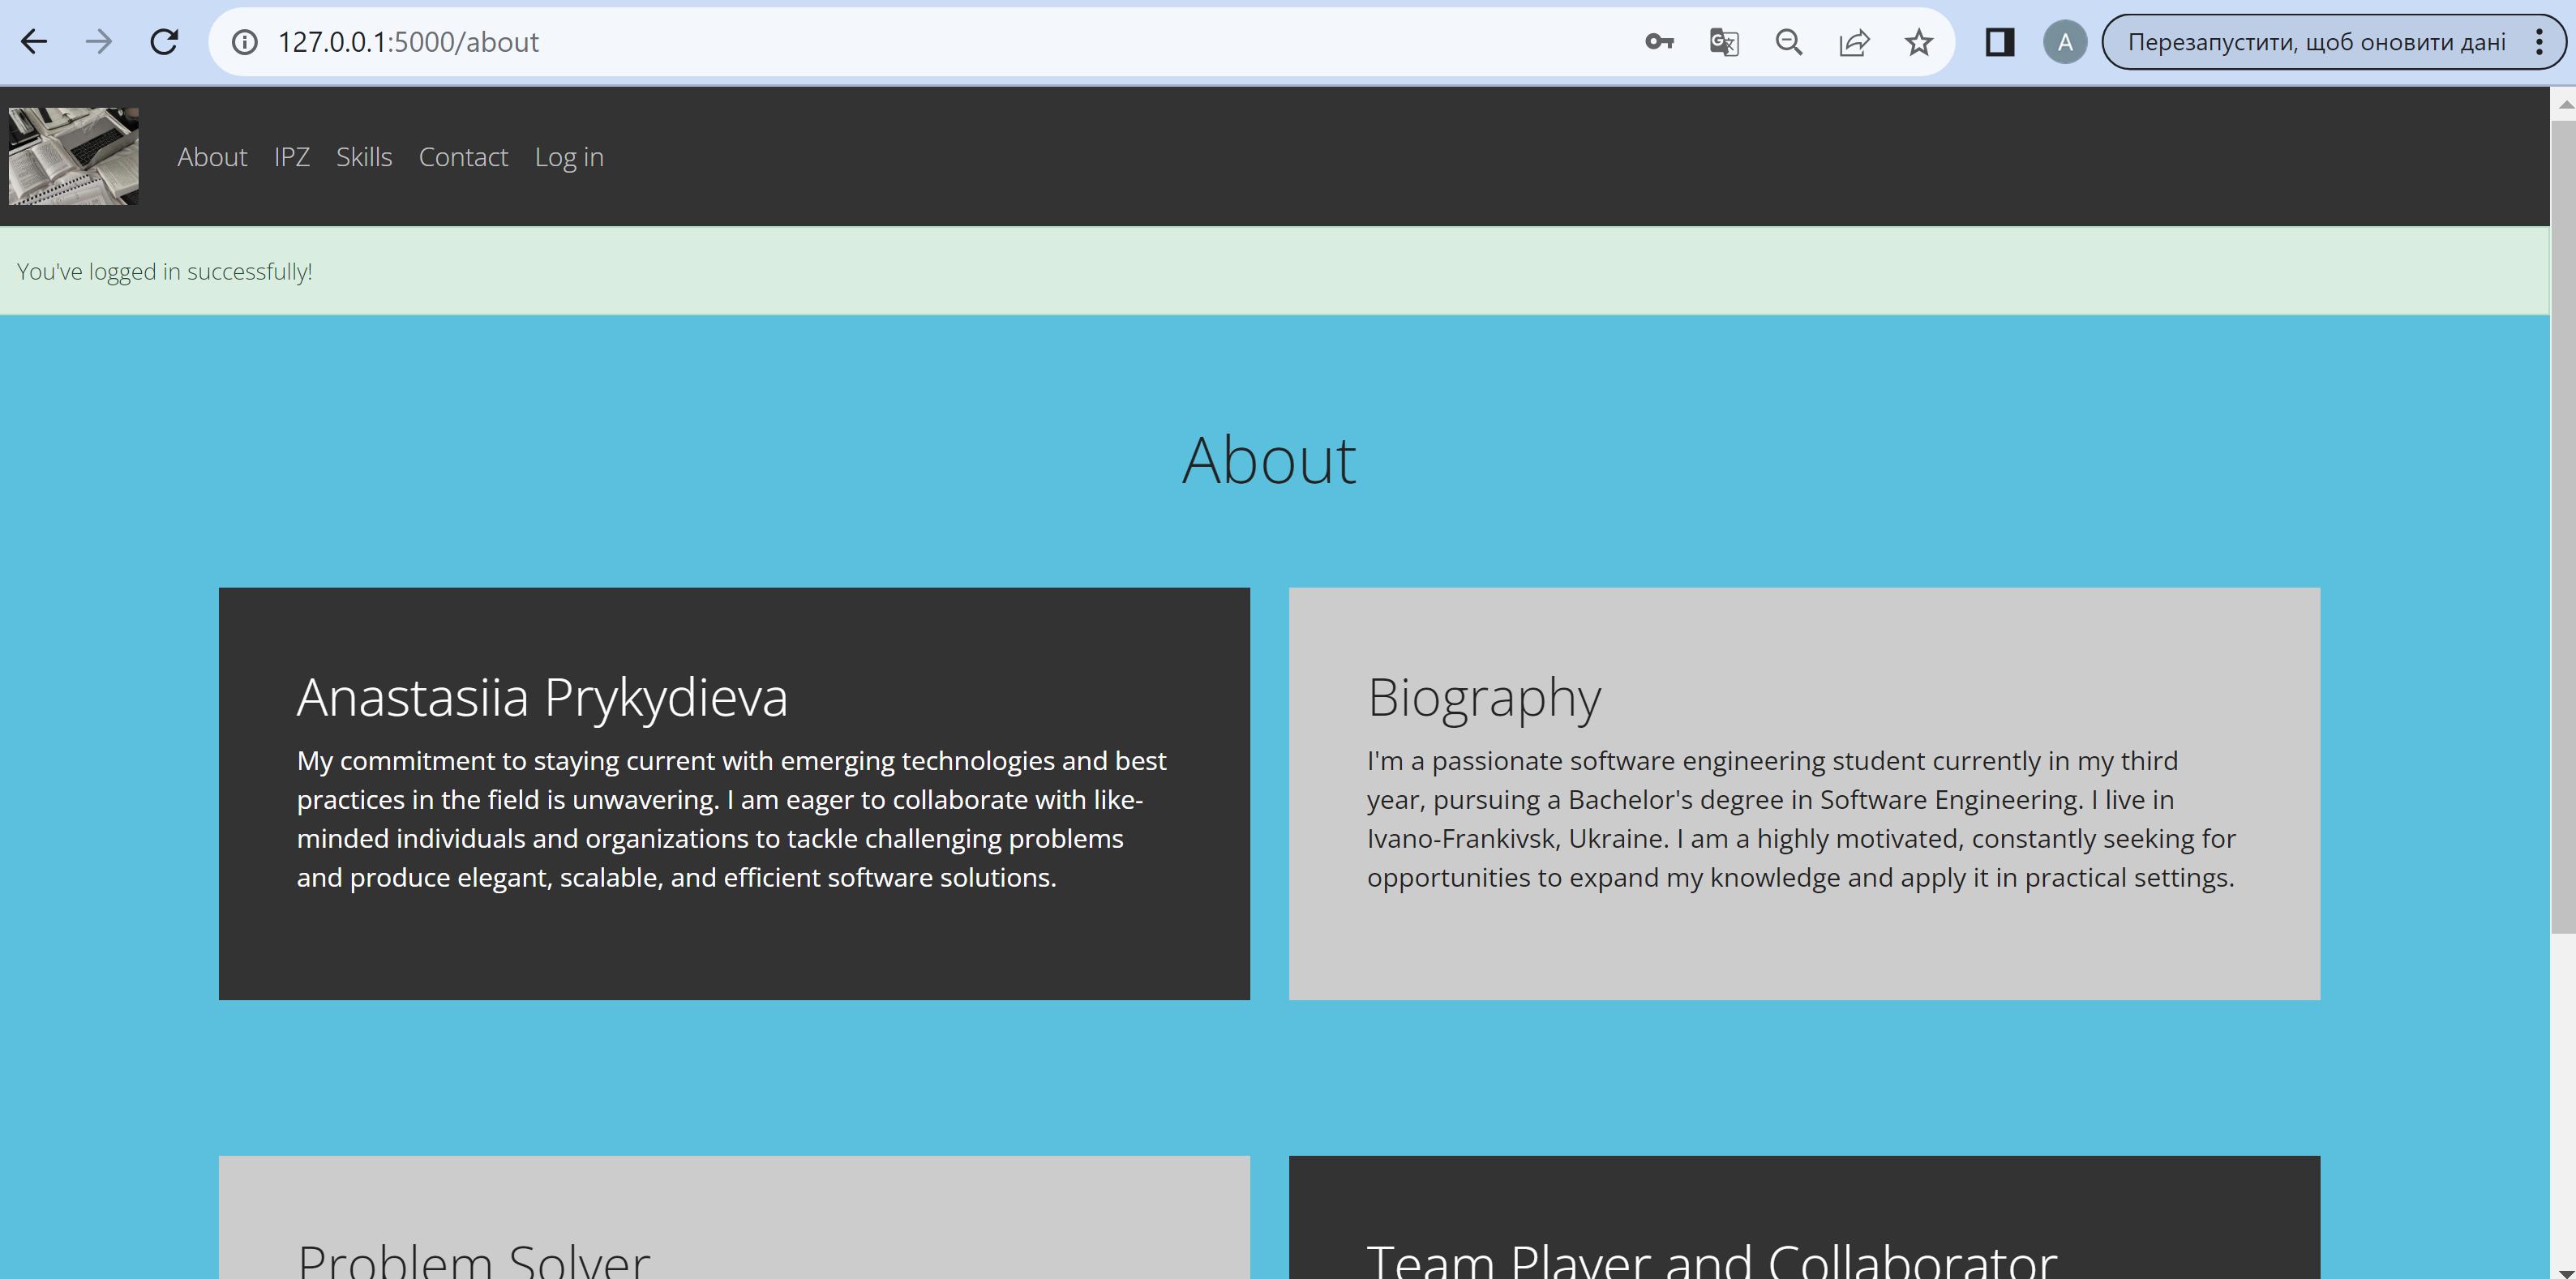 127.0.0.1:5000/about
A
Перезапустити, щоб оновити дані
About IPZ Skills Contact Log in
You've logged in successfully!
About
Anastasiia Prykydieva
My commitment to staying current with emerging technologies and best
practices in the field is unwavering. I am eager to collaborate with like-
minded individuals and organizations to tackle challenging problems
and produce elegant, scalable, and efficient software solutions.
Biography
I'm a passionate software engineering student currently in my third
year, pursuing a Bachelor's degree in Software Engineering. I live in
Ivano-Frankivsk, Ukraine. I am a highly motivated, constantly seeking for
opportunities to expand my knowledge and apply it in practical settings.
Problem Solver
Team Player and Collaborator